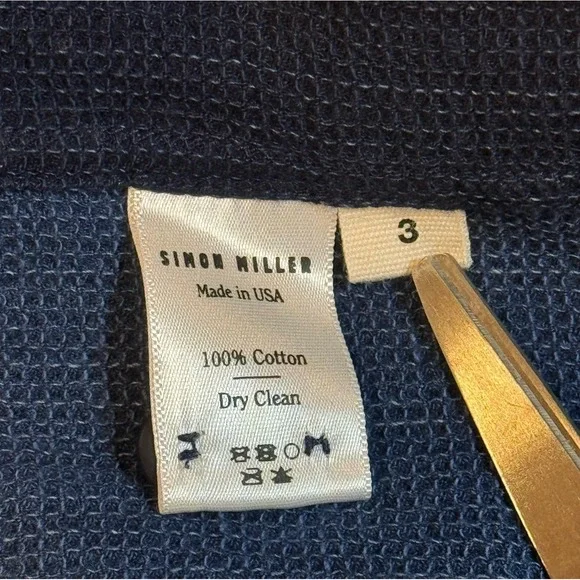 SIMON MILLER
3
Made in USA
100% Cotton
Dry Clean